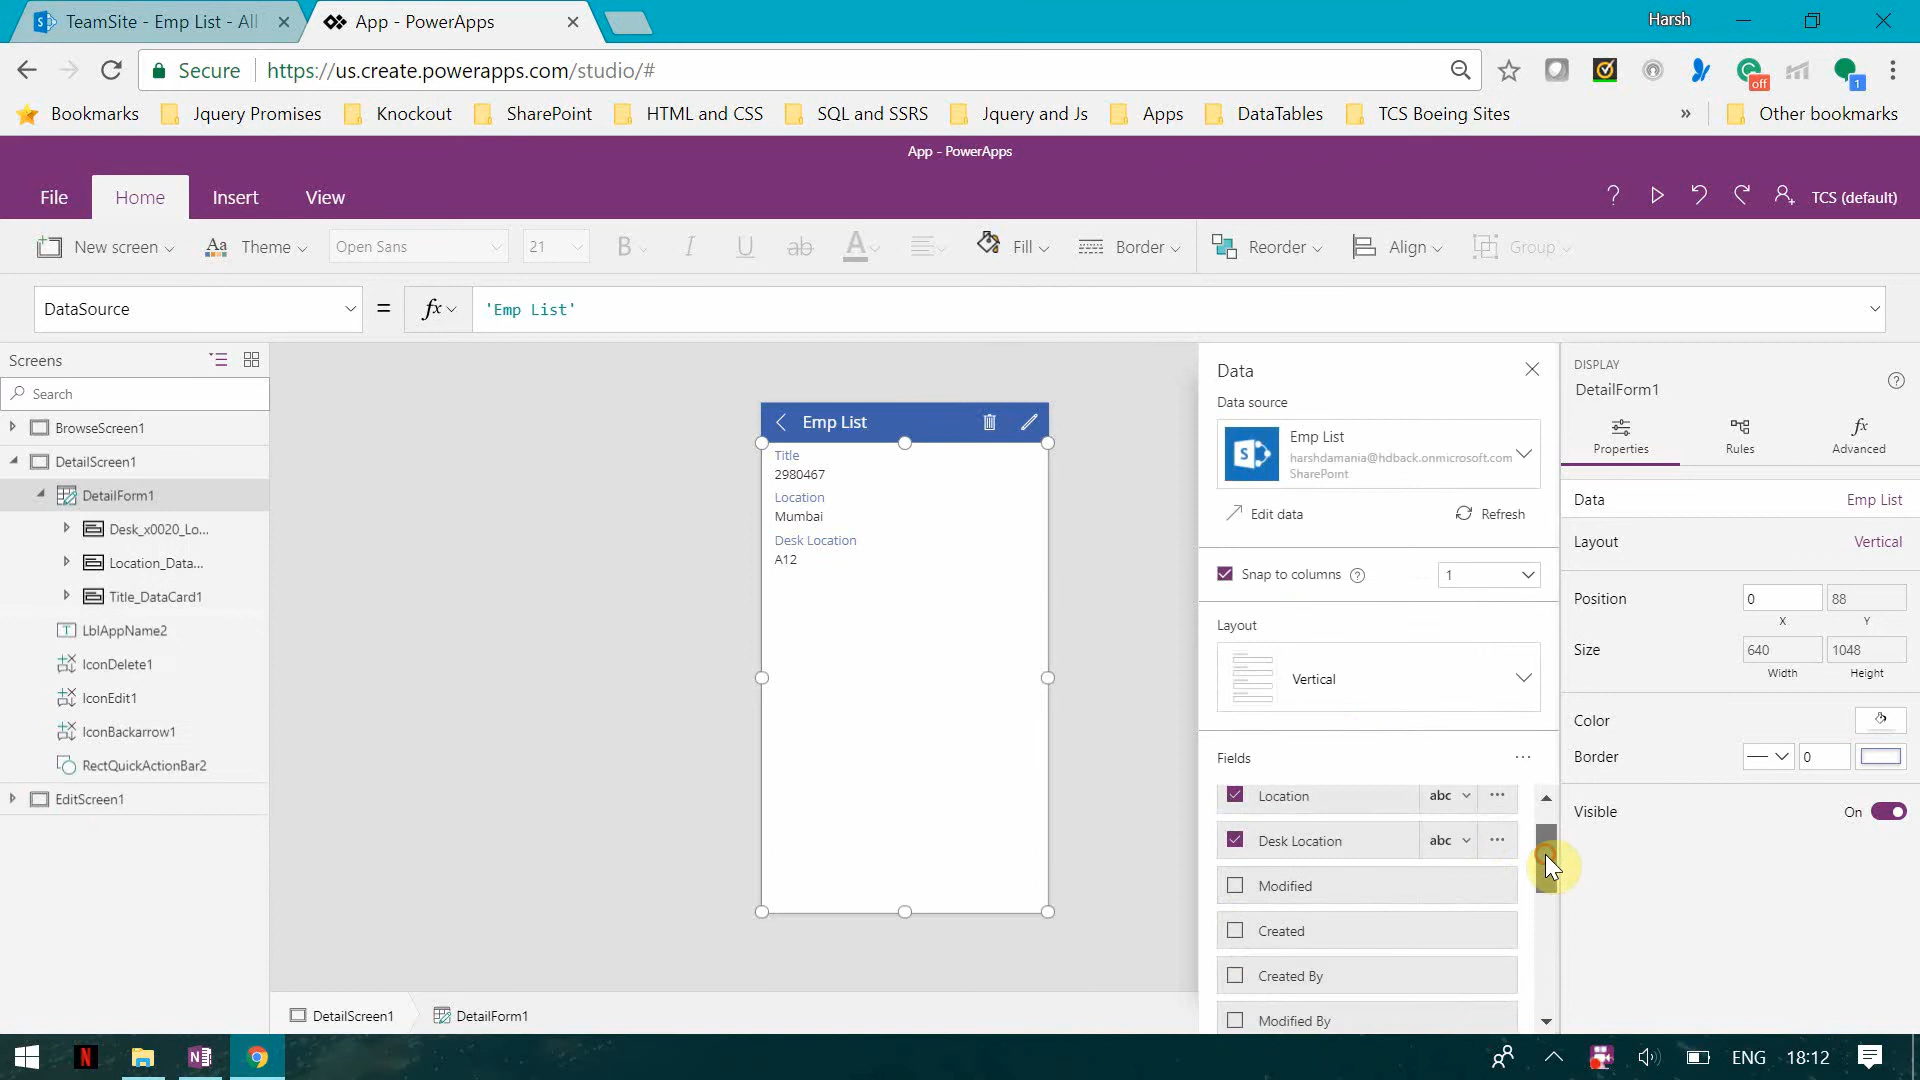 TeamSite - Emp List - All
App - PowerApps
Harsh
Secure
https://us.create.powerapps.com/studio/#
off
1
Bookmarks
Jquery Promises
Knockout
SharePoint
HTML and CSS
SQL and SSRS
Jquery and Js
Apps
DataTables
TCS Boeing Sites
»
Other bookmarks
App - PowerApps
File
Home
Insert
View
?
TCS (default)
New screen
Theme
Open Sans
21
B
I
U
ab
A
Fill
Border
Reorder
Align
Group
DataSource
=
fx
'Emp List'
Screens
Search
BrowseScreen1
DetailScreen1
DetailForm1
Desk_x0020_Lo...
Location_Data...
Title_DataCard1
LblAppName2
IconDelete1
IconEdit1
IconBackarrow1
RectQuickActionBar2
EditScreen1
Emp List
Title
2980467
Location
Mumbai
Desk Location
A12
DetailScreen1
DetailForm1
Data
Data source
Emp List
harshdamania@hdback.onmicrosoft.com
SharePoint
Edit data
Refresh
Snap to columns
?
1
Layout
Vertical
Fields
...
Location
abc
...
Desk Location
abc
...
Modified
Created
Created By
Modified By
DISPLAY
DetailForm1
?
Properties
Rules
fx
Advanced
Data
Emp List
Layout
Vertical
Position
0
88
X
Y
Size
640
1048
Width
Height
Color
Border
0
Visible
On
N
N
ENG
18:12